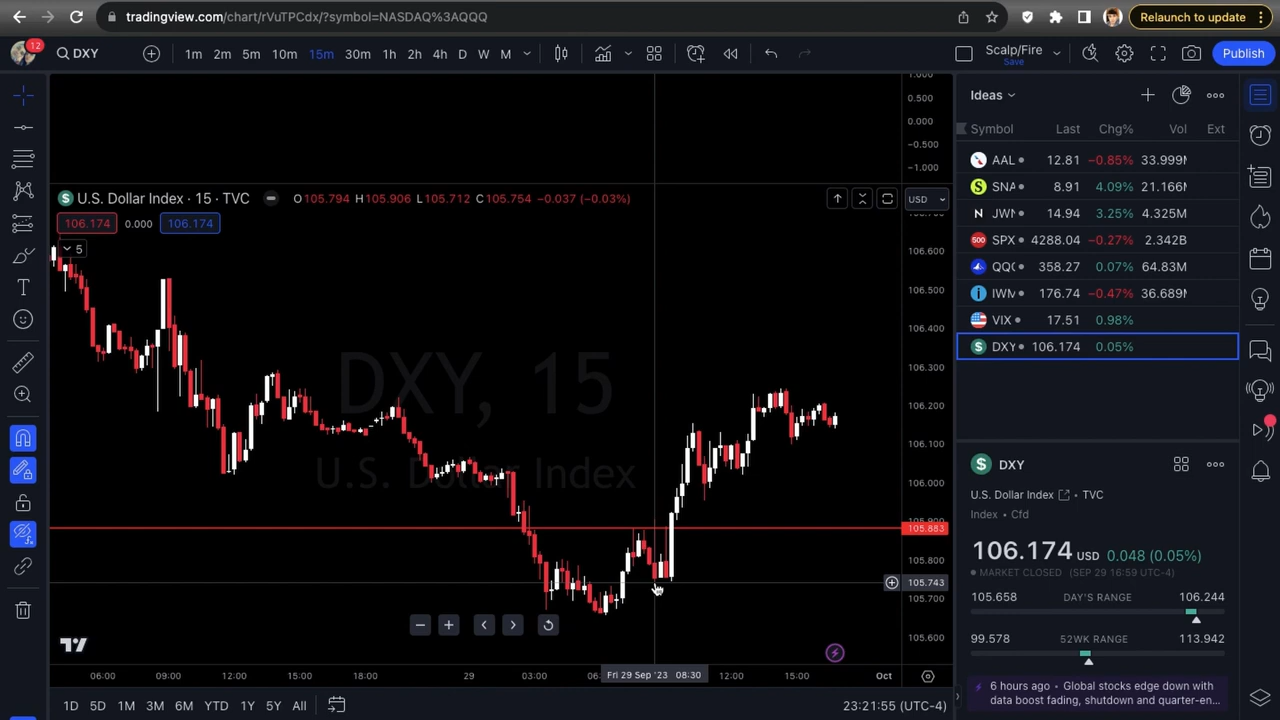 tradingview.com/chart/rVuTPCdx/?symbol=NASDAQ%3AQQQ
Relaunch to update
12
DXY
1m 2m 5m 10m 15m 30m 1h 2h 4h D W M
Scalp/Fire
Save
Publish
Ideas
Symbol Last Chg% Vol Ext
AAL 12.81 −0.85% 33.999M
SNA 8.91 4.09% 21.166M
JWN 14.94 3.25% 4.325M
SPX 4288.04 −0.27% 2.342B
QQQ 358.27 0.07% 64.83M
IWM 176.74 −0.47% 36.689M
VIX 17.51 0.98%
DXY 106.174 0.05%
1.000
0.500
0.000
−0.500
−1.000
U.S. Dollar Index · 15 · TVC
O105.794 H105.906 L105.712 C105.754 −0.037 (−0.03%)
USD
106.174 0.000 106.174
5
106.600
106.500
106.400
106.300
106.200
106.100
106.000
105.883
105.800
105.743
105.700
105.600
DXY, 15
U.S. Dollar Index
06:00 09:00 12:00 15:00 18:00 29 03:00 Fri 29 Sep '23 08:30 12:00 15:00 Oct
1D 5D 1M 3M 6M YTD 1Y 5Y All
23:21:55 (UTC-4)
DXY
U.S. Dollar Index • TVC
Index • Cfd
106.174 USD 0.048 (0.05%)
MARKET CLOSED (SEP 29 16:59 UTC-4)
105.658 DAY'S RANGE 106.244
99.578 52WK RANGE 113.942
6 hours ago • Global stocks edge down with
data boost fading, shutdown and quarter-en...